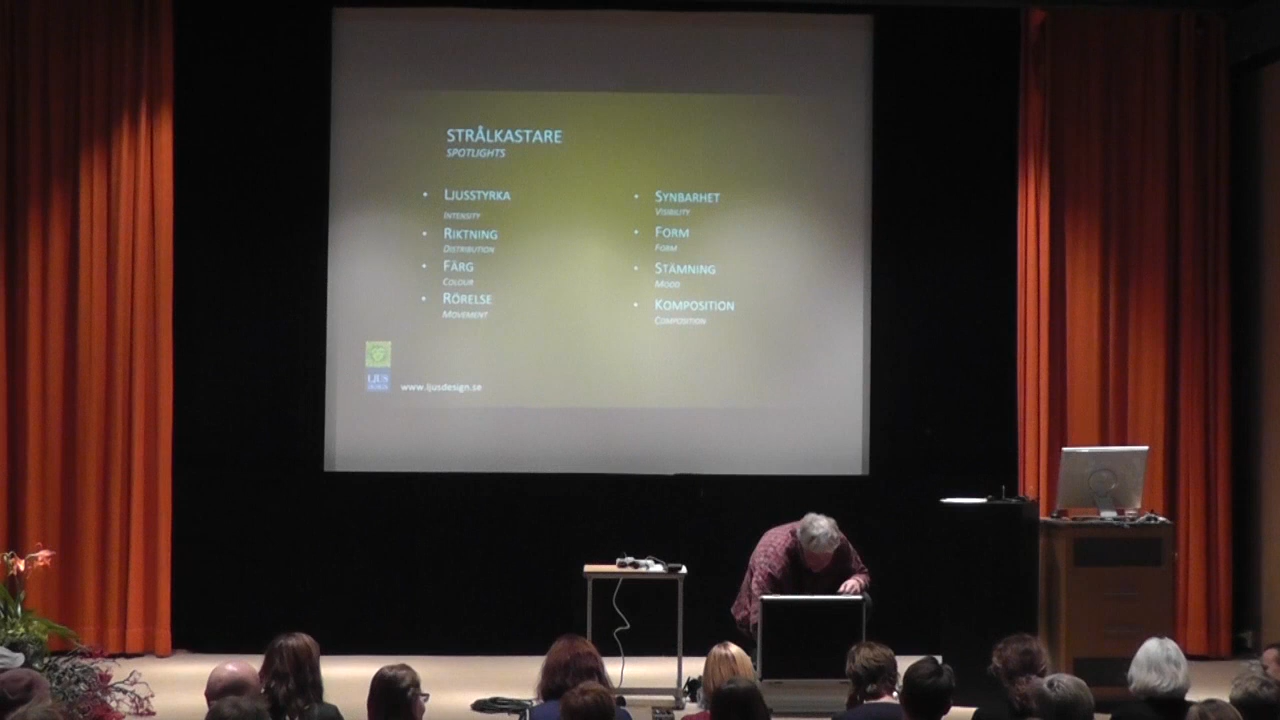 STRÅLKASTARE
SPOTLIGHTS
• LJUSSTYRKA
INTENSITY
• RIKTNING
DISTRIBUTION
• FÄRG
COLOUR
• RÖRELSE
MOVEMENT
• SYNBARHET
VISIBILITY
• FORM
FORM
• STÄMNING
MOOD
• KOMPOSITION
COMPOSITION
LJUS
www.ljusdesign.se